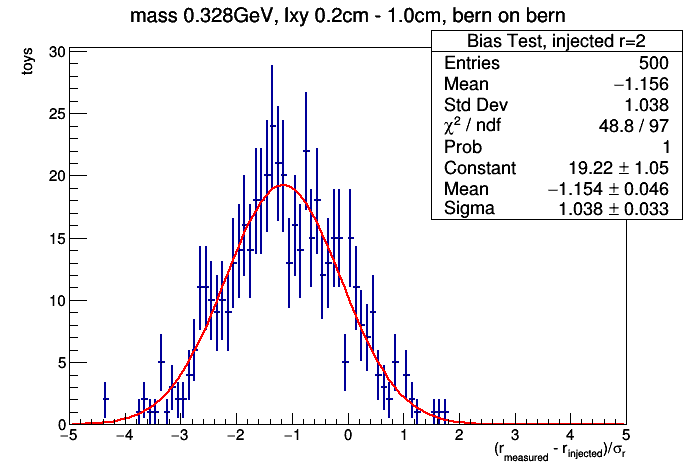 mass 0.328GeV, lxy 0.2cm - 1.0cm, bern on bern
Bias Test, injected r=2
Entries 500
Mean −1.156
Std Dev 1.038
χ² / ndf 48.8 / 97
Prob 1
Constant 19.22 ± 1.05
Mean −1.154 ± 0.046
Sigma 1.038 ± 0.033
toys
30
25
20
15
10
5
0
−5 −4 −3 −2 −1 0 1 2 3 4 5
(r_measured - r_injected)/σ_r